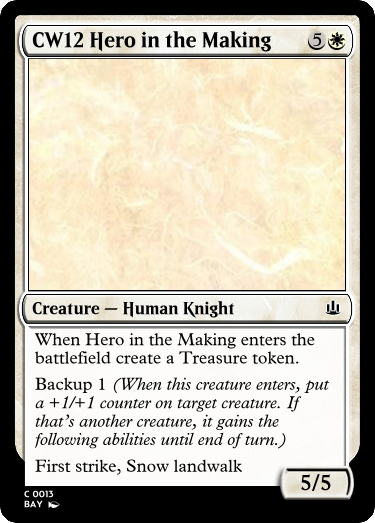 CW12 Hero in the Making 5
Creature — Human Knight
When Hero in the Making enters the
battlefield create a Treasure token.
Backup 1 (When this creature enters, put
a +1/+1 counter on target creature. If
that's another creature, it gains the
following abilities until end of turn.)
First strike, Snow landwalk
5/5
C 0013
BAY